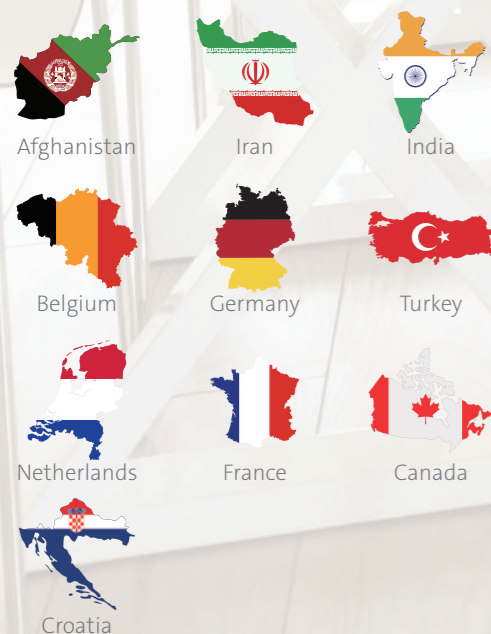 Afghanistan
Iran
India
Belgium
Germany
Turkey
Netherlands
France
Canada
Croatia